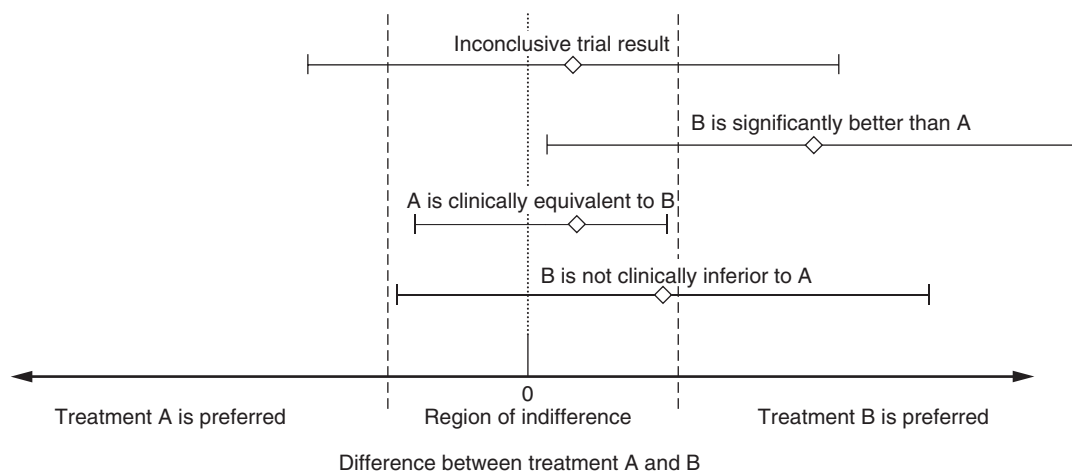 Inconclusive trial result
B is significantly better than A
A is clinically equivalent to B
B is not clinically inferior to A
0
Treatment A is preferred
Region of indifference
Treatment B is preferred
Difference between treatment A and B